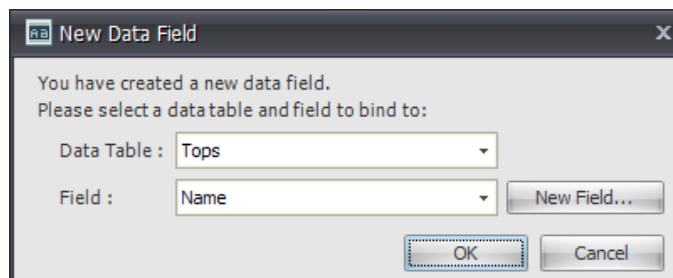 New Data Field
You have created a new data field.
Please select a data table and field to bind to:
Data Table : Tops
Field : Name New Field...
OK Cancel